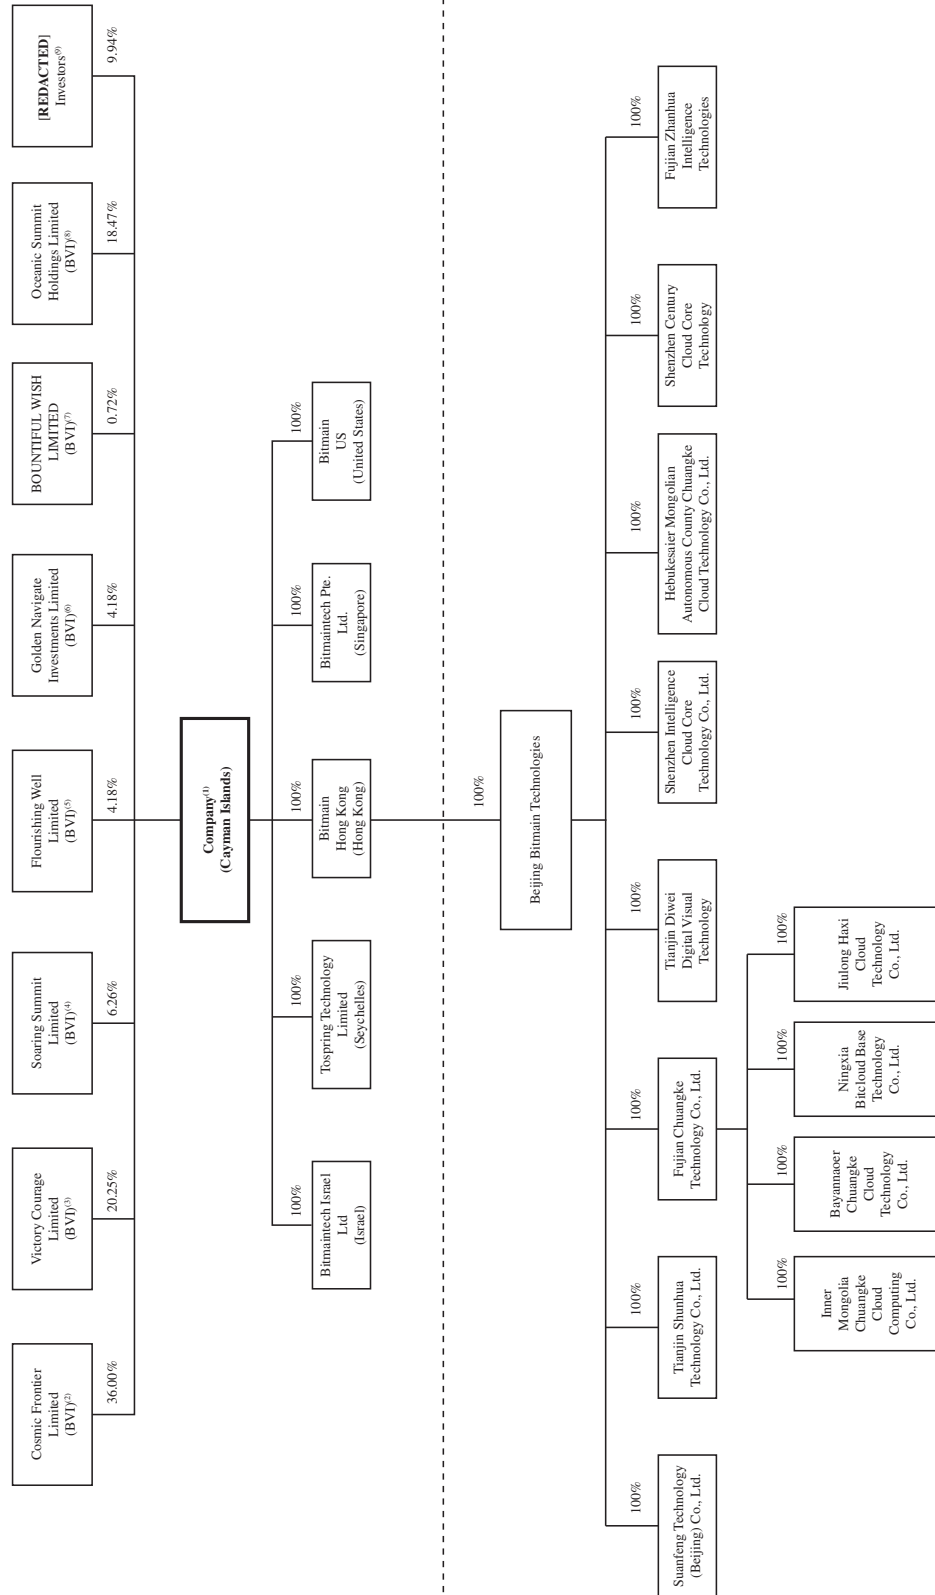 Cosmic Frontier
Limited
(BVI)(2)
36.00%
Victory Courage
Limited
(BVI)(3)
20.25%
Soaring Summit
Limited
(BVI)(4)
6.26%
Flourishing Well
Limited
(BVI)(5)
4.18%
Golden Navigate
Investments Limited
(BVI)(6)
4.18%
BOUNTIFUL WISH
LIMITED
(BVI)(7)
0.72%
Oceanic Summit
Holdings Limited
(BVI)(8)
18.47%
[REDACTED]
Investors(9)
9.94%
Company(1)
(Cayman Islands)
100%
Bitmaintech Israel
Ltd
(Israel)
100%
Tospring Technology
Limited
(Seychelles)
100%
Bitmain
Hong Kong
(Hong Kong)
100%
Bitmaintech Pte.
Ltd.
(Singapore)
100%
Bitmain
US
(United States)
100%
Beijing Bitmain Technologies
100%
Suanfeng Technology
(Beijing) Co., Ltd.
100%
Tianjin Shunhua
Technology Co., Ltd.
100%
Fujian Chuangke
Technology Co., Ltd.
100%
Tianjin Diwei
Digital Visual
Technology
100%
Shenzhen Intelligence
Cloud Core
Technology Co., Ltd.
100%
Hebukesaier Mongolian
Autonomous County Chuangke
Cloud Technology Co., Ltd.
100%
Shenzhen Century
Cloud Core
Technology
100%
Fujian Zhanhua
Intelligence
Technologies
100%
Inner
Mongolia
Chuangke
Cloud
Computing
Co., Ltd.
100%
Bayannaoer
Chuangke
Cloud
Technology
Co., Ltd.
100%
Ningxia
Bitcloud Base
Technology
Co., Ltd.
100%
Jiulong Haxi
Cloud
Technology
Co., Ltd.